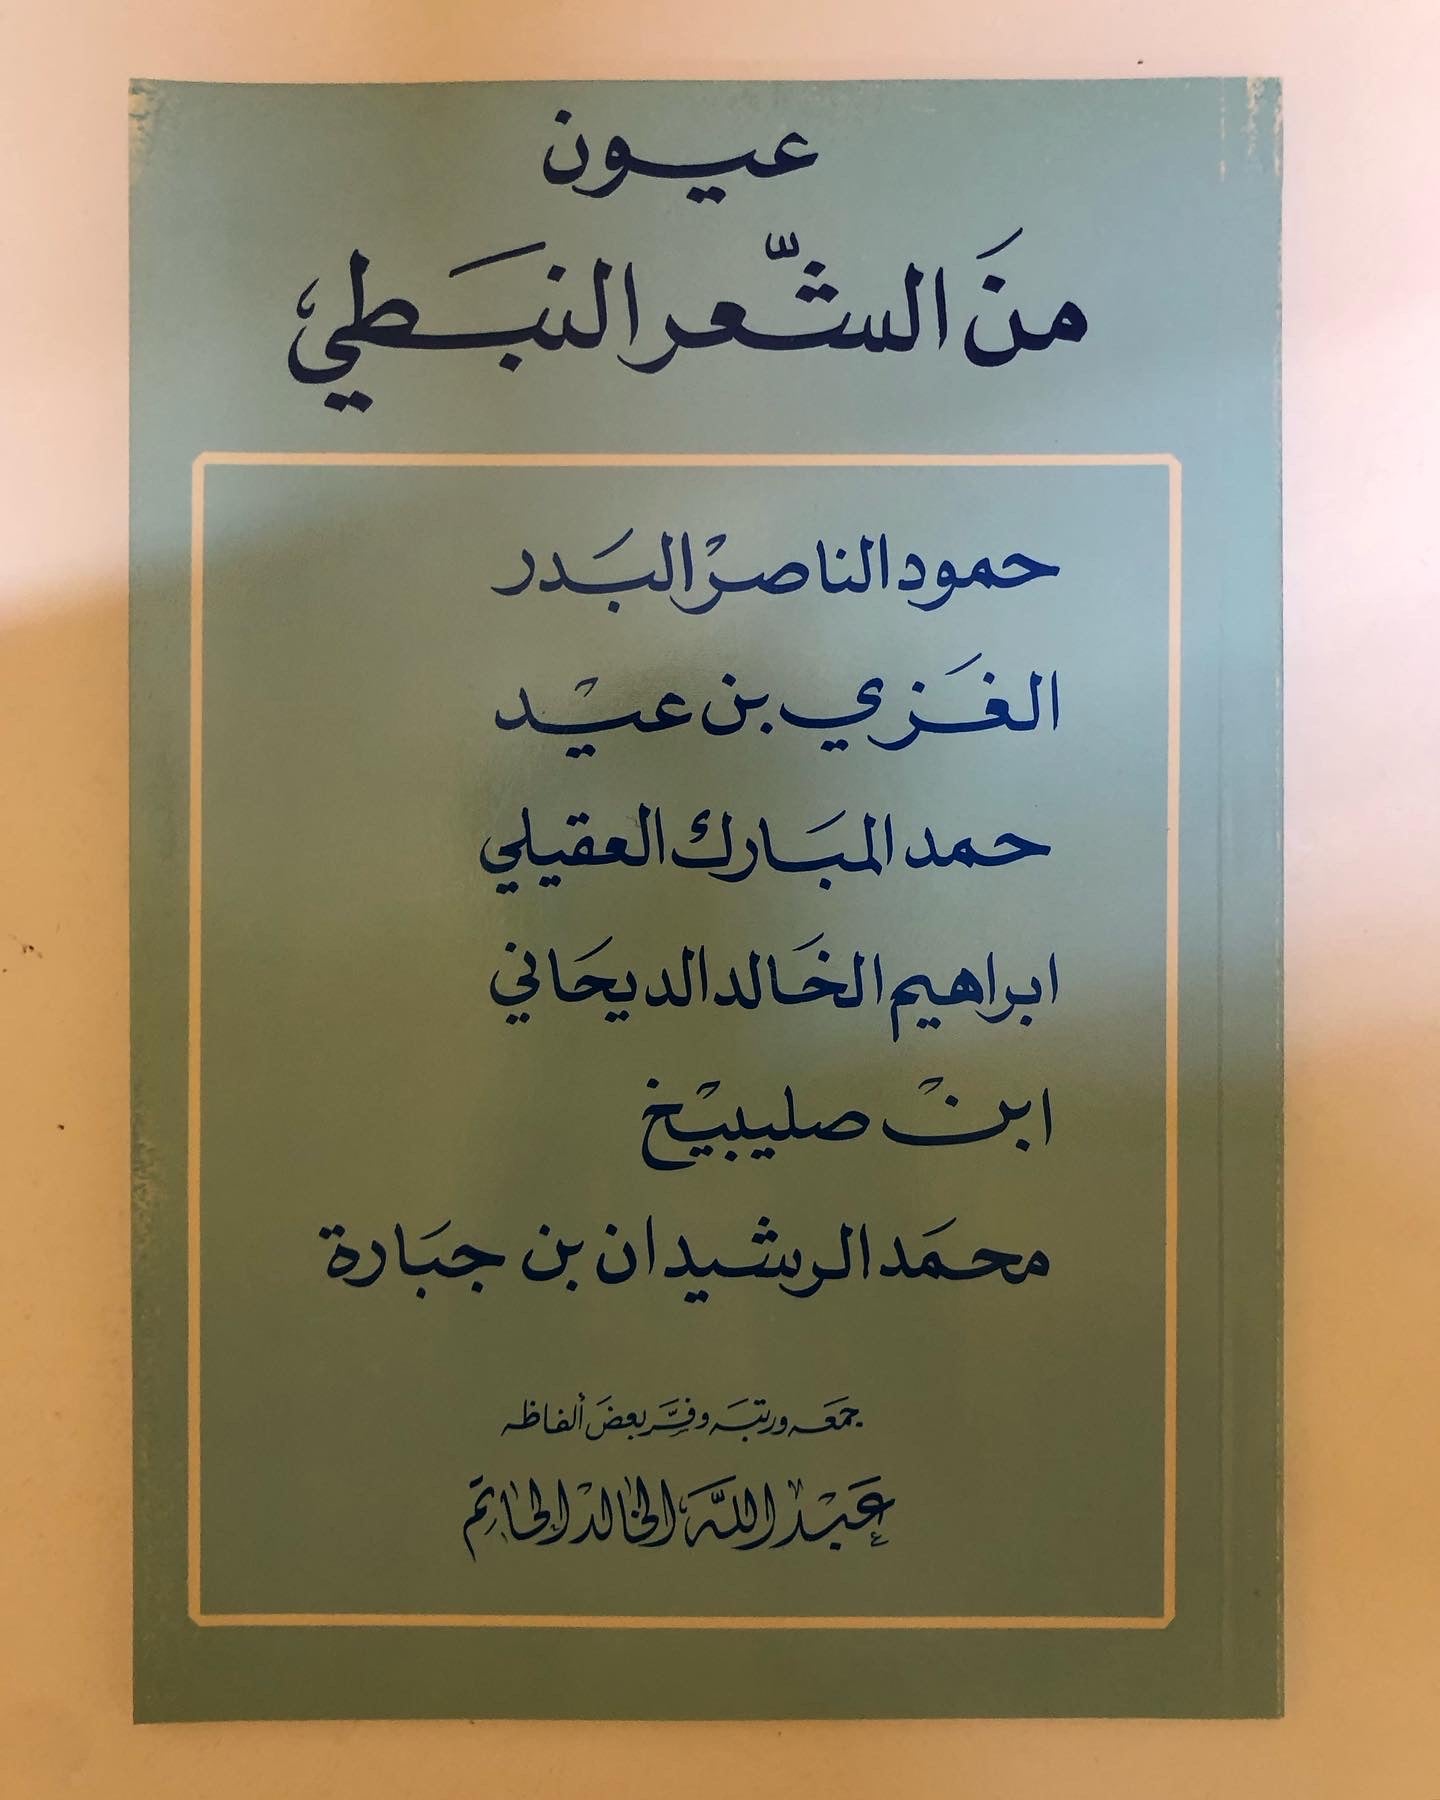 عيون
من الشعر النبطي
حمود الناصر البدر
الغزي بن عيد
حمد المبارك العقيلي
ابراهيم الخالد الديحاني
ابن صليبيخ
محمد الرشيدان بن جبارة
جمعه ورتبه وفسر بعض ألفاظه
عبد الله الخالد الحاتم